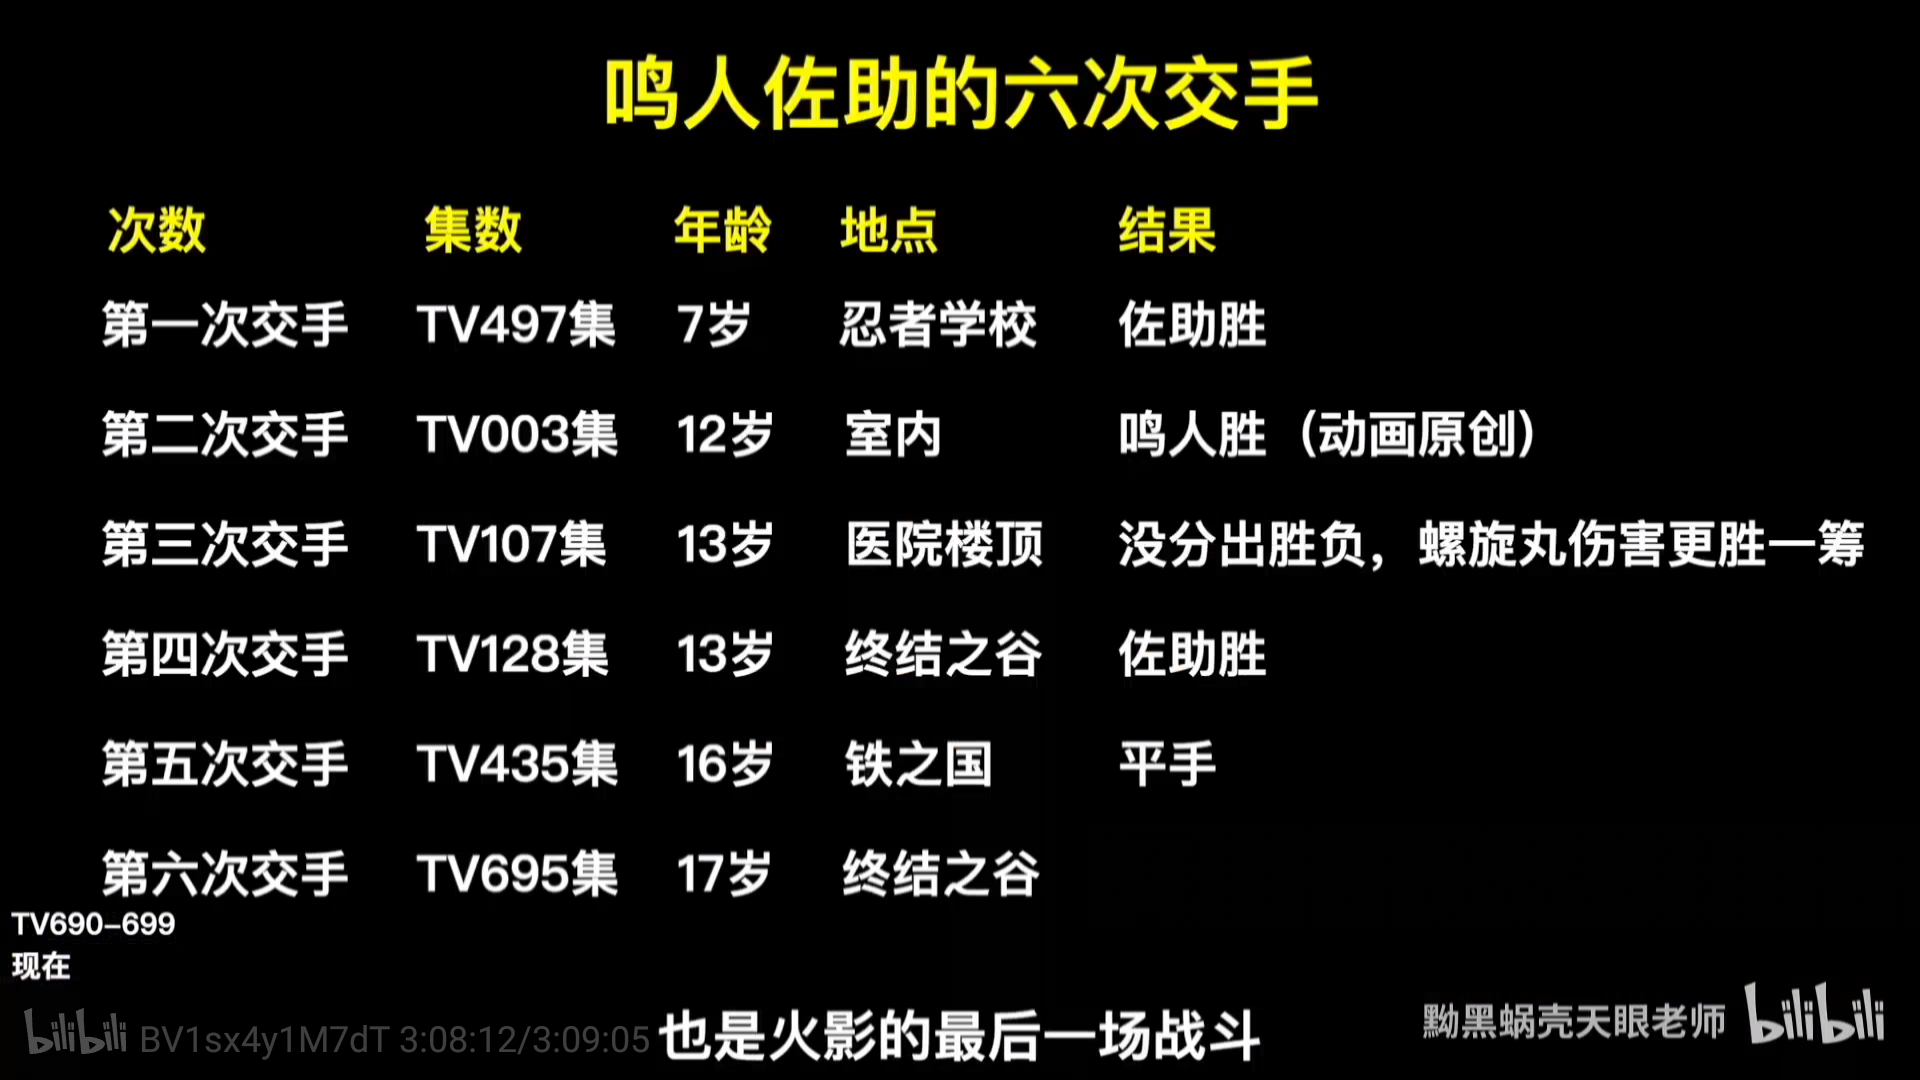 鸣人佐助的六次交手
次数 集数 年龄 地点 结果
第一次交手 TV497集 7岁 忍者学校 佐助胜
第二次交手 TV003集 12岁 室内 鸣人胜（动画原创）
第三次交手 TV107集 13岁 医院楼顶 没分出胜负，螺旋丸伤害更胜一筹
第四次交手 TV128集 13岁 终结之谷 佐助胜
第五次交手 TV435集 16岁 铁之国 平手
第六次交手 TV695集 17岁 终结之谷
TV690-699
现在
bilibili BV1sx4y1M7dT 3:08:12/3:09:05
也是火影的最后一场战斗
黝黑蜗壳天眼老师 bilibili